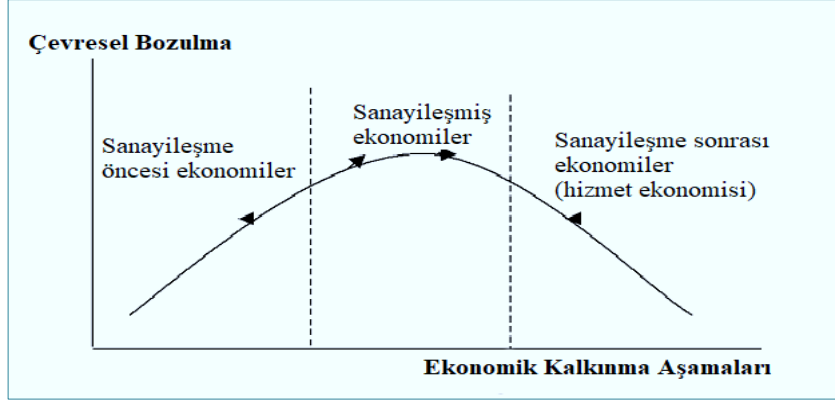 Çevresel Bozulma
Sanayileşme
öncesi ekonomiler
Sanayileşmiş
ekonomiler
Sanayileşme sonrası
ekonomiler
(hizmet ekonomisi)
Ekonomik Kalkınma Aşamaları